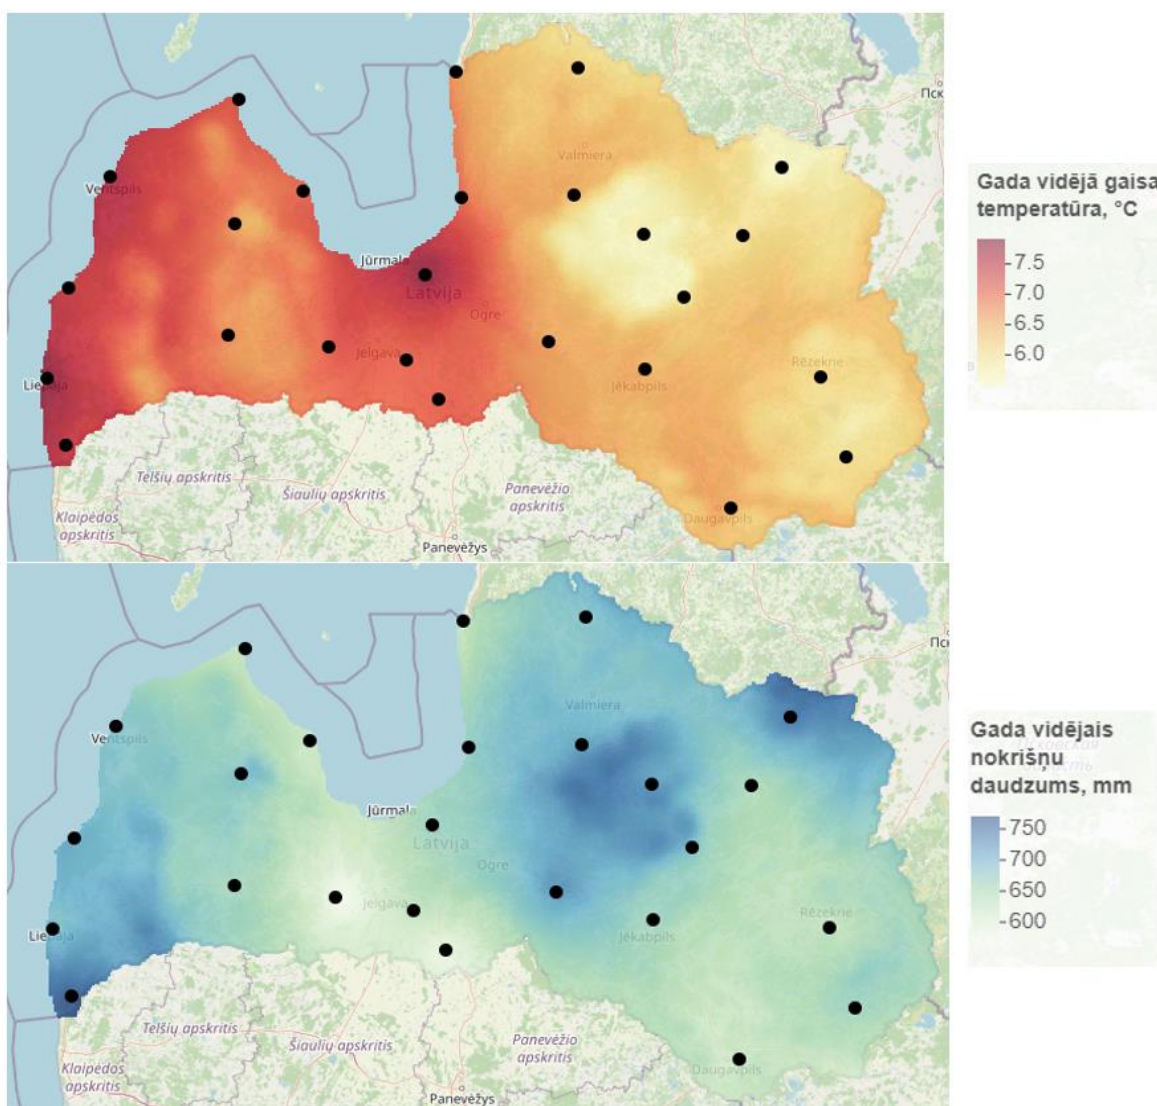 Пск
Valmiera
Ventspils
Jūrmala
Latvija
Ogre
Jelgava
Rēzekne
Jēkabpils
Liepāja
Daugavpils
Telšių apskritis
Šiaulių apskritis
Panevėžio
apskritis
Klaipėdos
apskritis
Panevėžys
Gada vidējā gaisa
temperatūra, °C
7.5
7.0
6.5
6.0
Пск
Valmiera
Ventspils
Jūrmala
Latvija
Ogre
Jelgava
Rēzekne
Jēkabpils
Daugavpils
Telšių apskritis
Šiaulių apskritis
Panevėžio
apskritis
Klaipėdos
apskritis
Panevėžys
Gada vidējais
nokrišņu
daudzums, mm
750
700
650
600